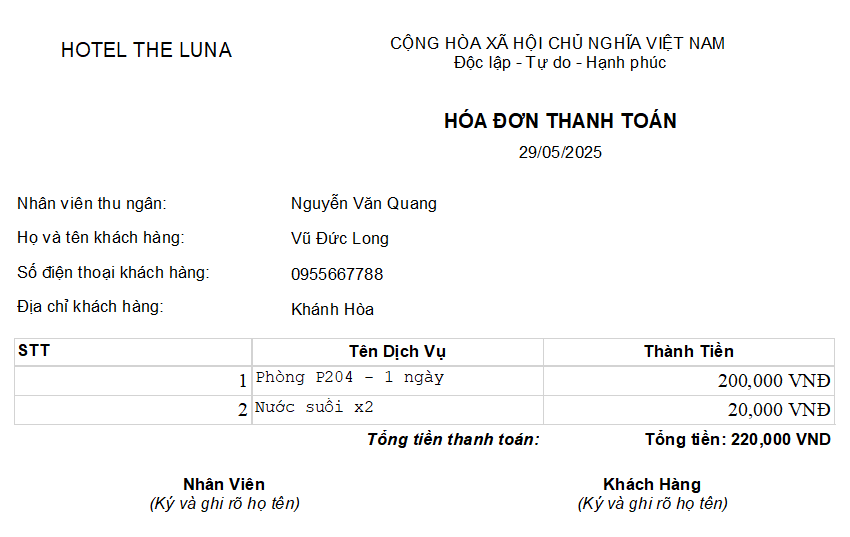 HOTEL THE LUNA
CỘNG HÒA XÃ HỘI CHỦ NGHĨA VIỆT NAM
Độc lập - Tự do - Hạnh phúc
HÓA ĐƠN THANH TOÁN
29/05/2025
Nhân viên thu ngân: Nguyễn Văn Quang
Họ và tên khách hàng: Vũ Đức Long
Số điện thoại khách hàng: 0955667788
Địa chỉ khách hàng: Khánh Hòa
STT Tên Dịch Vụ Thành Tiền
1 Phòng P204 - 1 ngày 200,000 VNĐ
2 Nước suối x2 20,000 VNĐ
Tổng tiền thanh toán: Tổng tiền: 220,000 VND
Nhân Viên Khách Hàng
(Ký và ghi rõ họ tên) (Ký và ghi rõ họ tên)